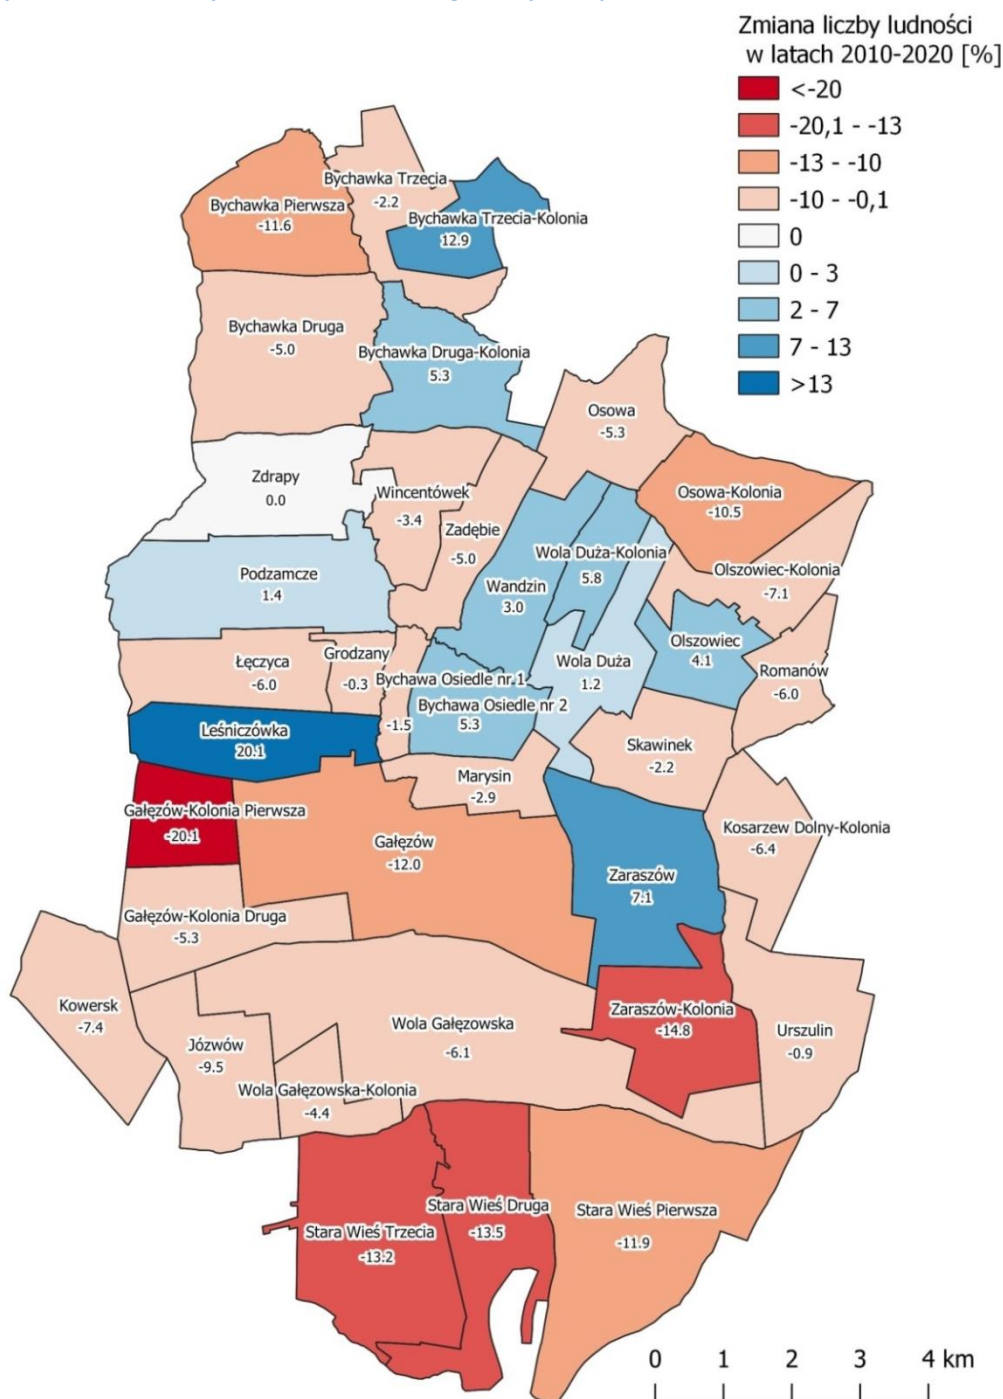 Zmiana liczby ludności
w latach 2010-2020 [%]
<-20
-20,1 - -13
-13 - -10
-10 - -0,1
0
0 - 3
2 - 7
7 - 13
>13
Bychawka Trzecia
-2.2
Bychawka Pierwsza
-11.6
Bychawka Trzecia-Kolonia
12.9
Bychawka Druga
-5.0
Bychawka Druga-Kolonia
5.3
Osowa
-5.3
Zdrapy
0.0
Wincentówek
-3.4
Osowa-Kolonia
-10.5
Zadębie
-5.0
Wola Duża-Kolonia
5.8
Podzamcze
1.4
Wandzin
3.0
Olszowiec-Kolonia
-7.1
Łęczyca
-6.0
Grodzany
-0.3
Bychawa Osiedle nr 1
-1.5
Wola Duża
1.2
Olszowiec
4.1
Romanów
-6.0
Bychawa Osiedle nr 2
5.3
Leśniczówka
20.1
Skawinek
-2.2
Marysin
-2.9
Gałęzów-Kolonia Pierwsza
-20.1
Gałęzów
-12.0
Kosarzew Dolny-Kolonia
-6.4
Zaraszów
7.1
Gałęzów-Kolonia Druga
-5.3
Kowersk
-7.4
Józwów
-9.5
Wola Gałęzowska
-6.1
Zaraszów-Kolonia
-14.8
Urszulin
-0.9
Wola Gałęzowska-Kolonia
-4.4
Stara Wieś Trzecia
-13.2
Stara Wieś Druga
-13.5
Stara Wieś Pierwsza
-11.9
0 1 2 3 4 km